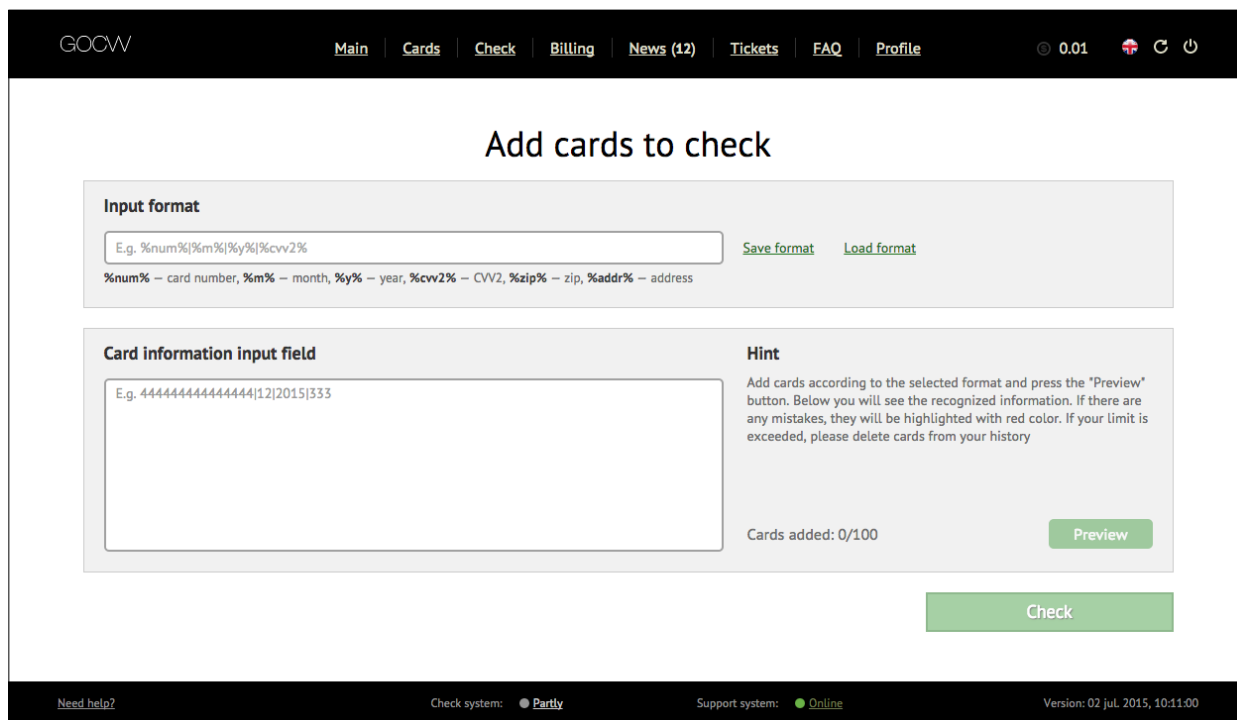 GOCW
Main Cards Check Billing News (12) Tickets FAQ Profile 0.01
Add cards to check
Input format
E.g. %num%|%m%|%y%|%cvv2%
Save format Load format
%num% — card number, %m% — month, %y% — year, %cvv2% — CVV2, %zip% — zip, %addr% — address
Card information input field
E.g. 444444444444444|12|2015|333
Hint
Add cards according to the selected format and press the "Preview"
button. Below you will see the recognized information. If there are
any mistakes, they will be highlighted with red color. If your limit is
exceeded, please delete cards from your history
Cards added: 0/100
Preview
Check
Need help? Check system: Partly Support system: Online Version: 02 jul. 2015, 10:11:00